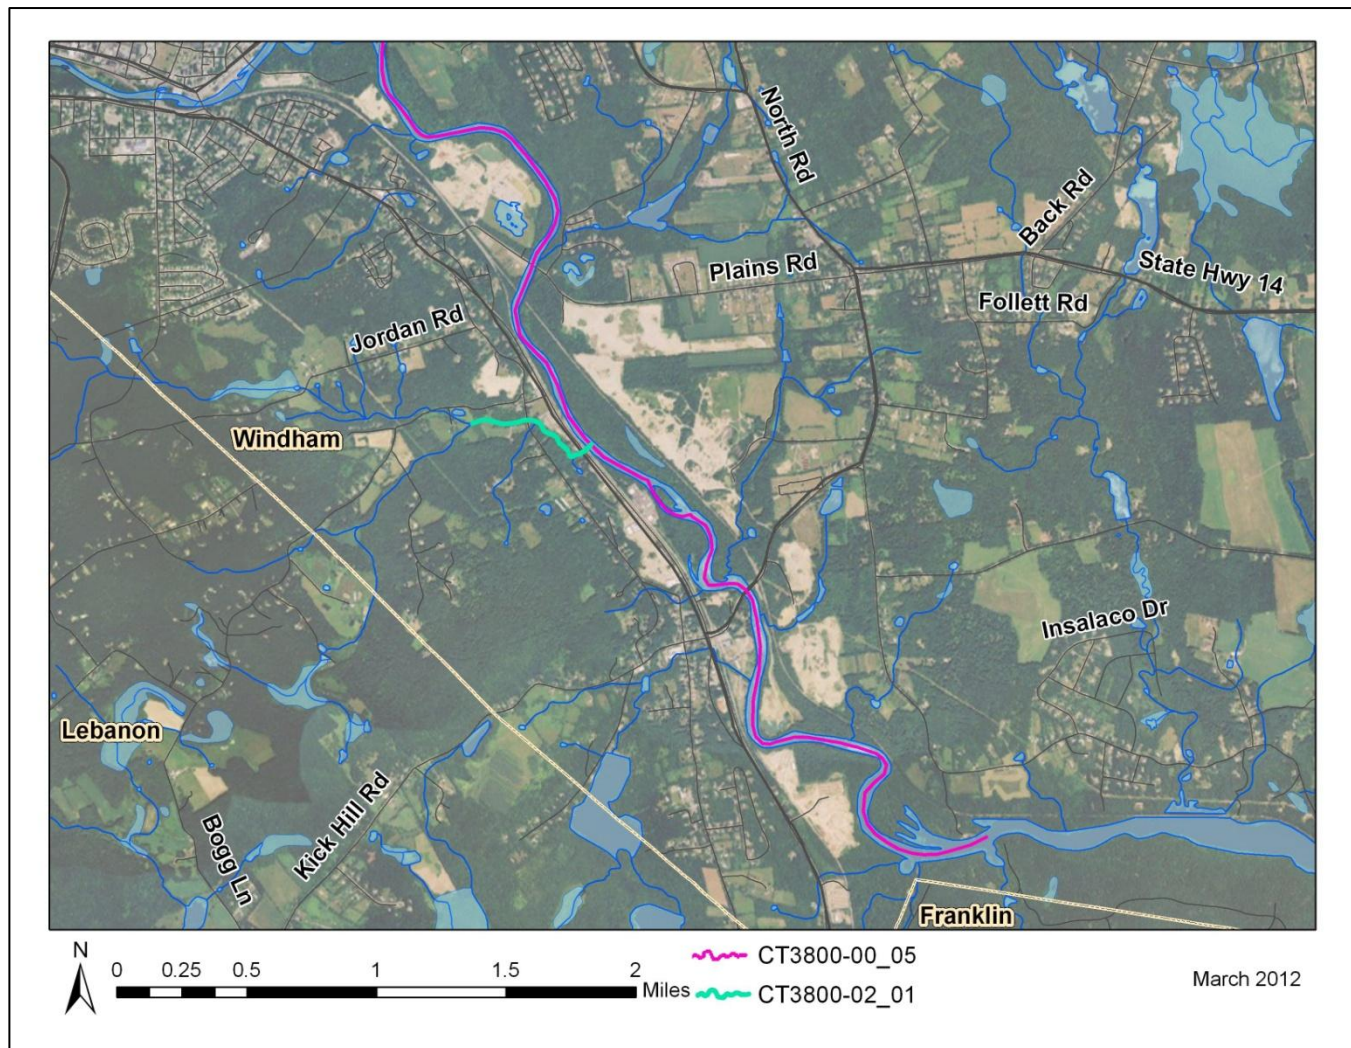 North Rd
Back Rd
Plains Rd
State Hwy 14
Follett Rd
Jordan Rd
Windham
Insalaco Dr
Lebanon
Kick Hill Rd
Bogg Ln
Franklin
N
0 0.25 0.5 1 1.5 2
Miles
CT3800-00_05
CT3800-02_01
March 2012